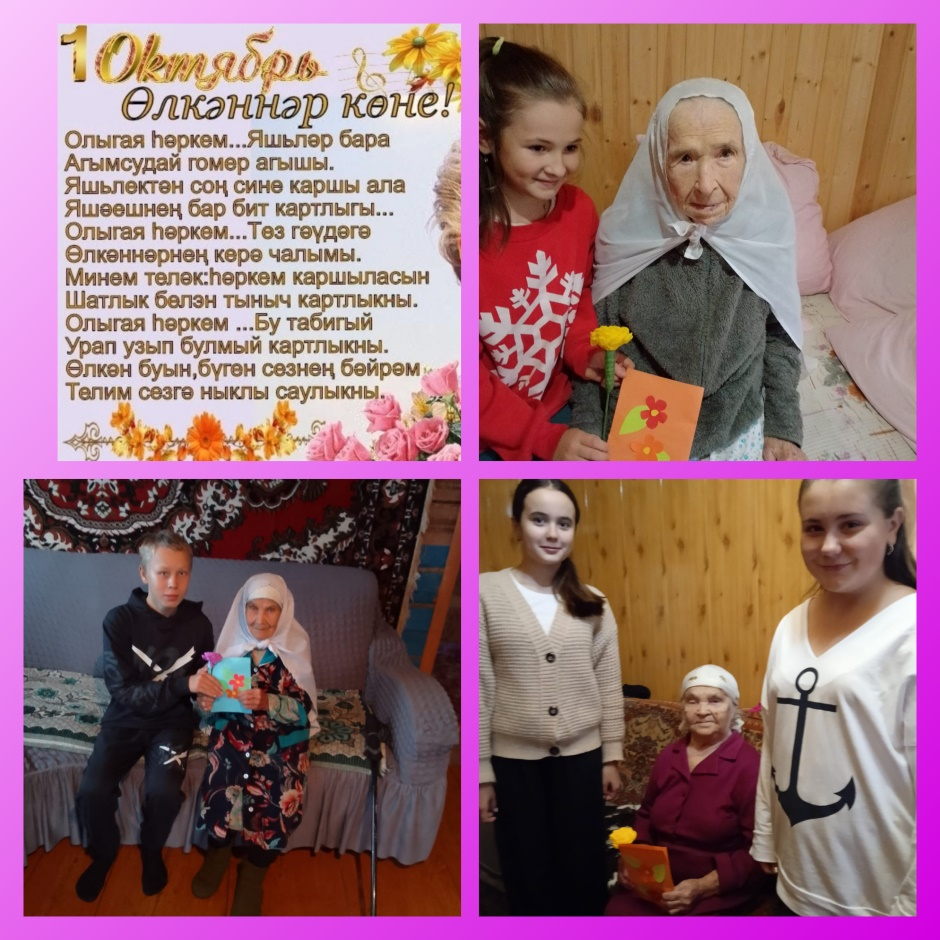 1 Октябрь
Өлкәннәр көне!
Олыгая һәркем...Яшьләр бара
Агымсудай гомер агышы.
Яшьлектән соң сине каршы ала
Яшәешнең бар бит картлыгы...
Олыгая һәркем...Төз гәүдәгә
Өлкәннәрнең керә чалымы.
Минем теләк:һәркем каршыласын
Шатлык белән тыныч картлыкны.
Олыгая һәркем ...Бу табигый
Урап узып булмый картлыкны.
Өлкән буын,бүген сезнең бәйрәм
Телим сезгә ныклы саулыкны.